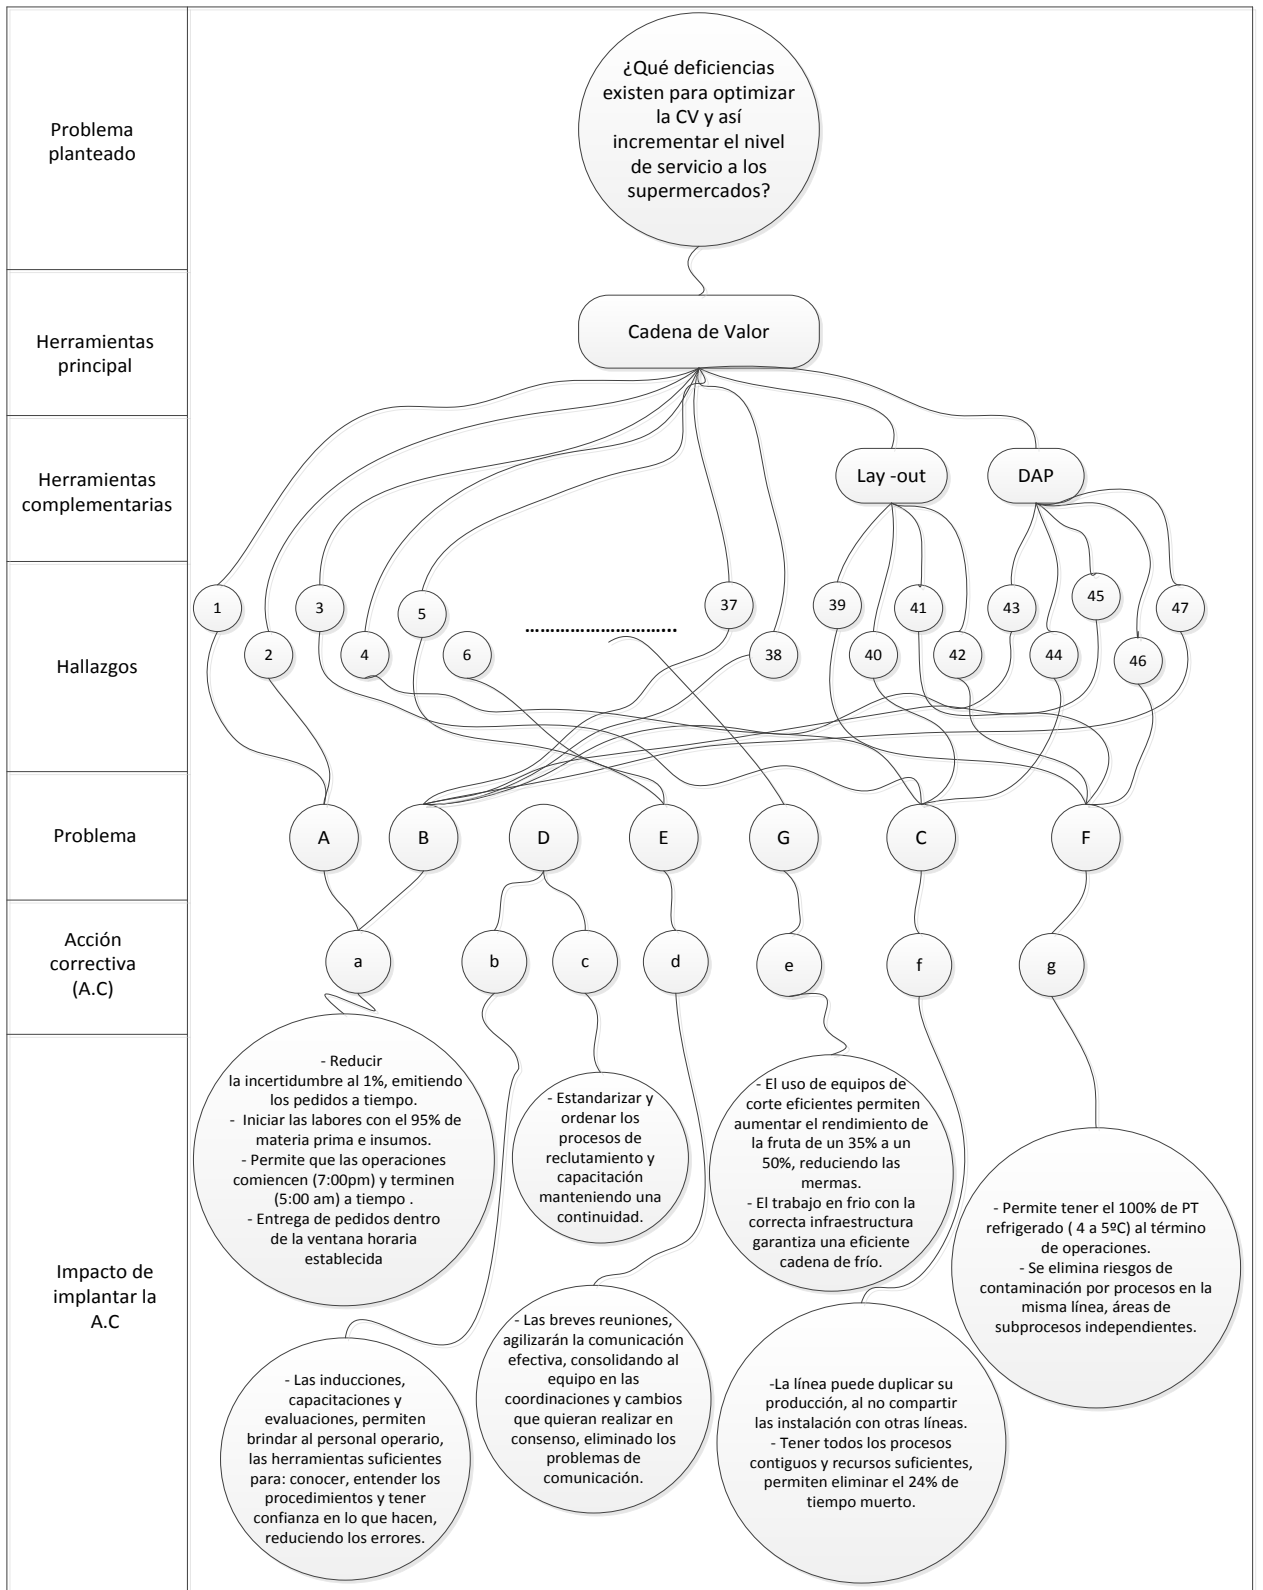 Problema
planteado
¿Qué deficiencias
existen para optimizar
la CV y así
incrementar el nivel
de servicio a los
supermercados?
Herramientas
principal
Cadena de Valor
Herramientas
complementarias
Lay -out
DAP
Hallazgos
1
2
3
4
5
6
................................
37
38
39
40
41
42
43
44
45
46
47
Problema
A
B
D
E
G
C
F
Acción
correctiva
(A.C)
a
b
c
d
e
f
g
Impacto de
implantar la
A.C
- Reducir
la incertidumbre al 1%, emitiendo
los pedidos a tiempo.
- Iniciar las labores con el 95% de
materia prima e insumos.
- Permite que las operaciones
comiencen (7:00pm) y terminen
(5:00 am) a tiempo .
- Entrega de pedidos dentro
de la ventana horaria
establecida
- Las inducciones,
capacitaciones y
evaluaciones, permiten
brindar al personal operario,
las herramientas suficientes
para: conocer, entender los
procedimientos y tener
confianza en lo que hacen,
reduciendo los errores.
- Estandarizar y
ordenar los
procesos de
reclutamiento y
capacitación
manteniendo una
continuidad.
- Las breves reuniones,
agilizarán la comunicación
efectiva, consolidando al
equipo en las
coordinaciones y cambios
que quieran realizar en
consenso, eliminado los
problemas de
comunicación.
- El uso de equipos de
corte eficientes permiten
aumentar el rendimiento de
la fruta de un 35% a un
50%, reduciendo las
mermas.
- El trabajo en frio con la
correcta infraestructura
garantiza una eficiente
cadena de frío.
-La línea puede duplicar su
producción, al no compartir
las instalación con otras líneas.
- Tener todos los procesos
contiguos y recursos suficientes,
permiten eliminar el 24% de
tiempo muerto.
- Permite tener el 100% de PT
refrigerado ( 4 a 5ºC) al término
de operaciones.
- Se elimina riesgos de
contaminación por procesos en la
misma línea, áreas de
subprocesos independientes.